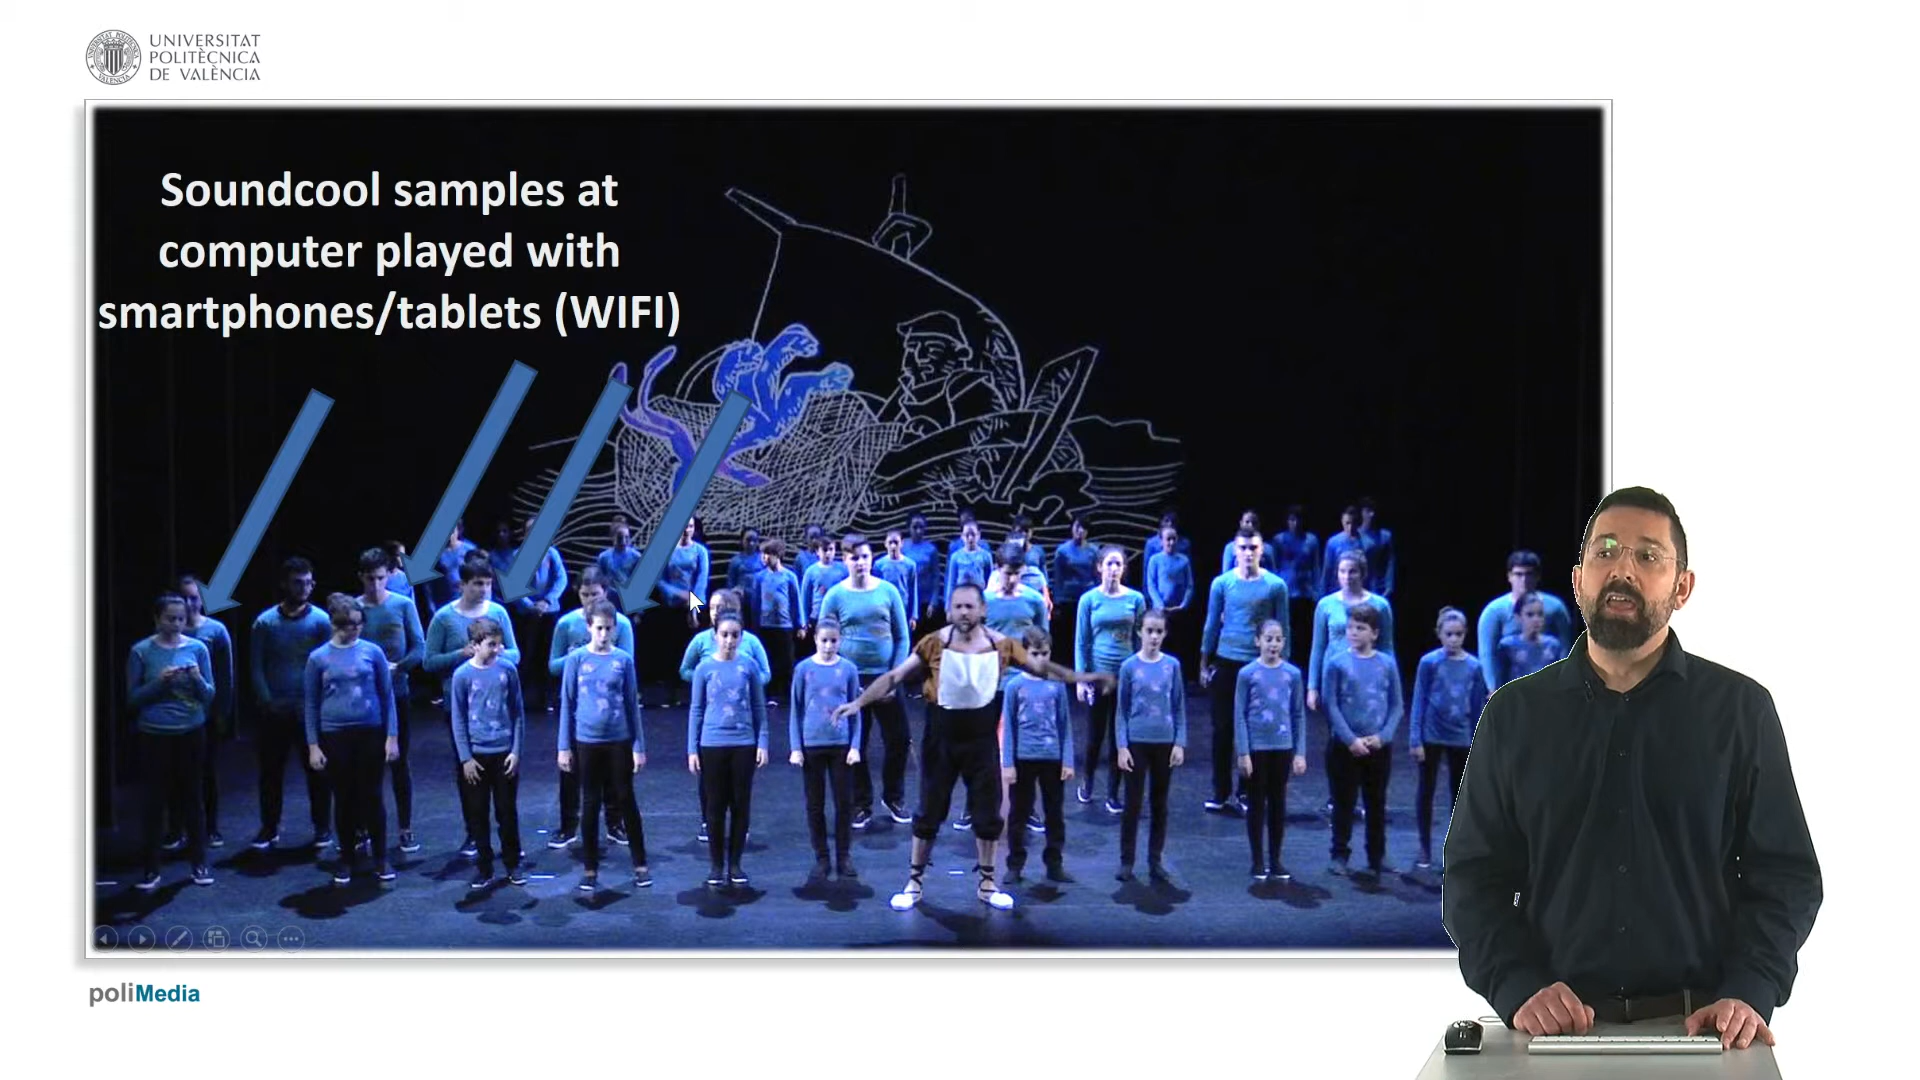 UNIVERSITAT
POLITÈCNICA
DE VALÈNCIA
Soundcool samples at
computer played with
smartphones/tablets (WIFI)
poliMedia